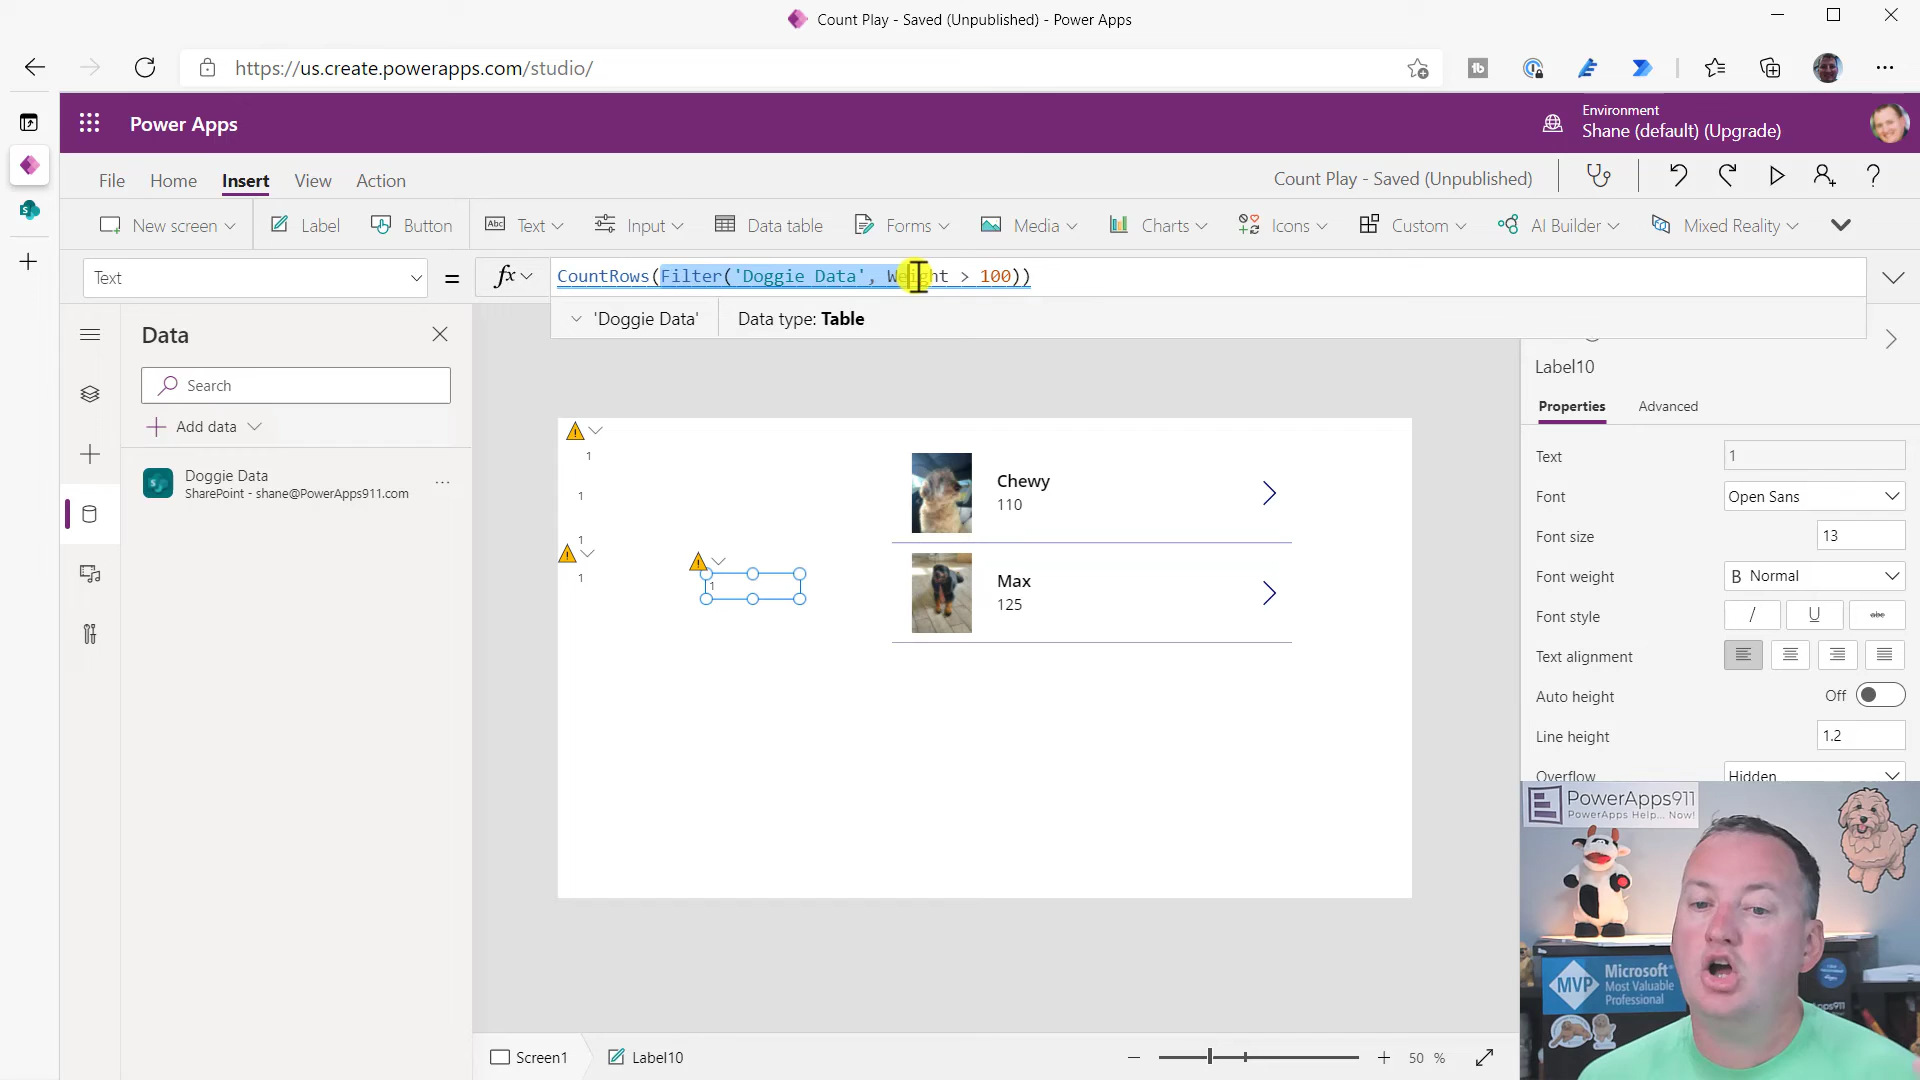 Count Play - Saved (Unpublished) - Power Apps
https://us.create.powerapps.com/studio/
Power Apps
Environment
Shane (default) (Upgrade)
File Home Insert View Action
Count Play - Saved (Unpublished)
New screen Label Button Text Input Data table Forms Media Charts Icons Custom AI Builder Mixed Reality
Text = fx CountRows(Filter('Doggie Data', Weight > 100))
'Doggie Data' Data type: Table
Data
Search
Add data
Doggie Data
SharePoint - shane@PowerApps911.com
1
1
1
1
1
Chewy
110
Max
125
Label10
Properties Advanced
Text 1
Font Open Sans
Font size 13
Font weight B Normal
Font style / U abc
Text alignment
Auto height Off
Line height 1.2
Overflow Hidden
PowerApps911
PowerApps Help... Now!
Microsoft
MVP Most Valuable
Professional
Screen1 Label10
50 %